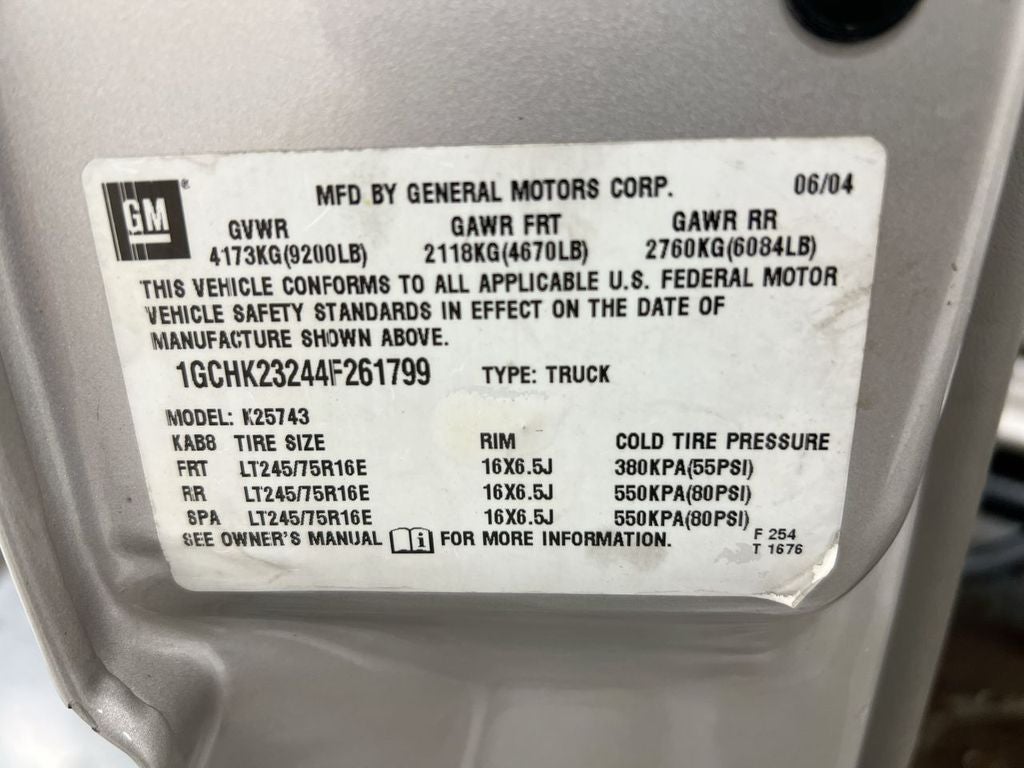 GM
®
MFD BY GENERAL MOTORS CORP. 06/04
GVWR GAWR FRT GAWR RR
4173KG(9200LB) 2118KG(4670LB) 2760KG(6084LB)
THIS VEHICLE CONFORMS TO ALL APPLICABLE U.S. FEDERAL MOTOR
VEHICLE SAFETY STANDARDS IN EFFECT ON THE DATE OF
MANUFACTURE SHOWN ABOVE.
1GCHK23244F261799 TYPE: TRUCK
MODEL: K25743
KAB8 TIRE SIZE RIM COLD TIRE PRESSURE
FRT LT245/75R16E 16X6.5J 380KPA(55PSI)
RR LT245/75R16E 16X6.5J 550KPA(80PSI)
SPA LT245/75R16E 16X6.5J 550KPA(80PSI)
SEE OWNER'S MANUAL i FOR MORE INFORMATION.
F 254
T 1676